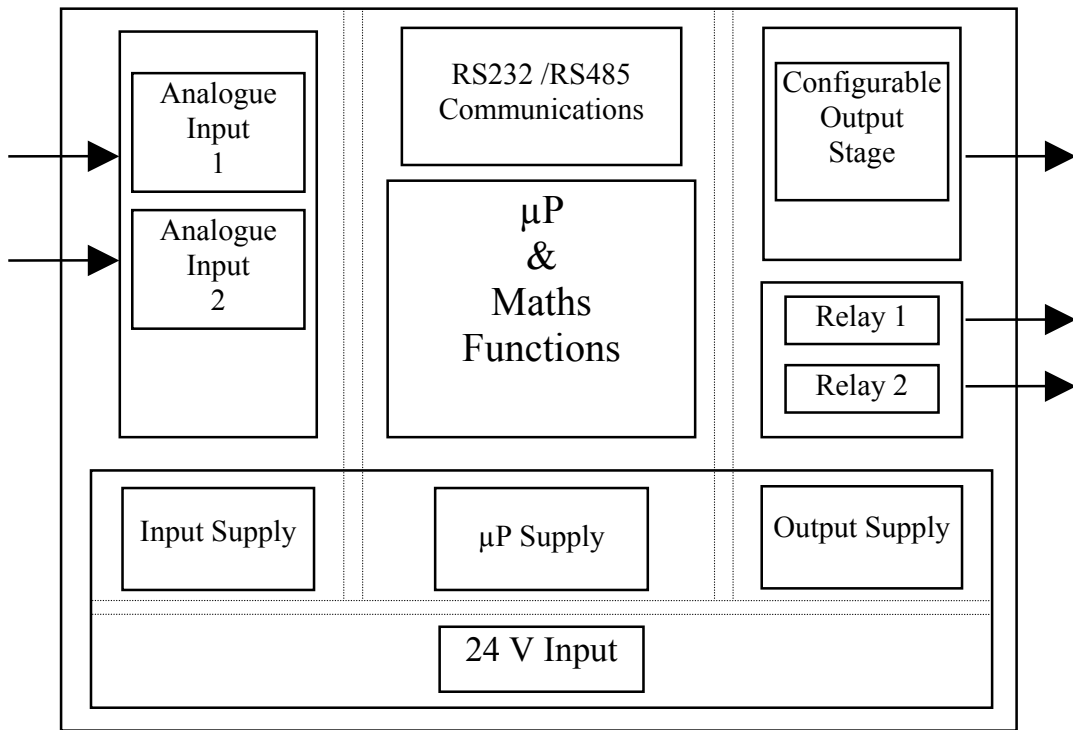 Analogue
Input
1
Analogue
Input
2
RS232 /RS485
Communications
µP
&
Maths
Functions
Configurable
Output
Stage
Relay 1
Relay 2
Input Supply
µP Supply
Output Supply
24 V Input